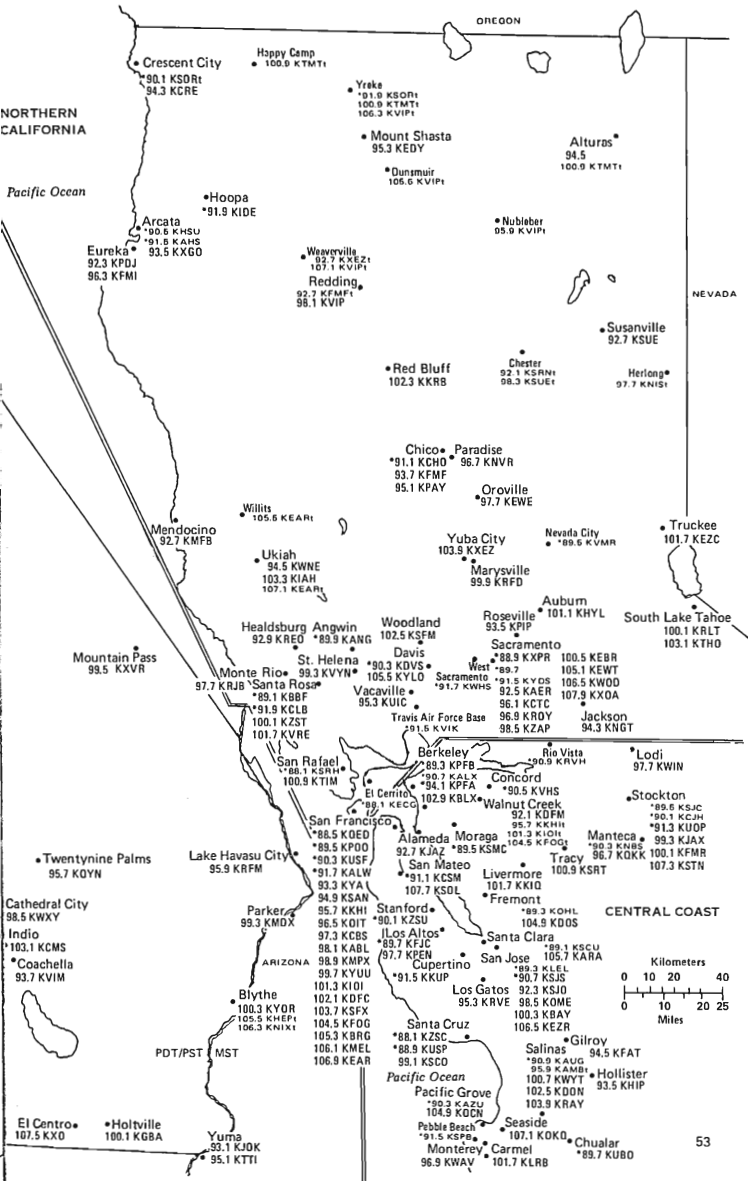 OREGON
Happy Camp
100.9 KTMTt
Crescent City
*90.1 KSORt
94.3 KCRE
Yreka
*91.9 KSORt
100.9 KTMTt
106.3 KVIPt
NORTHERN
CALIFORNIA
Mount Shasta
95.3 KEDY
Alturas
94.5
100.9 KTMTt
Dunsmuir
105.5 KVIPt
Pacific Ocean
Hoopa
*91.9 KIDE
Arcata
*90.5 KHSU
*91.5 KAHS
93.5 KXGO
Nubieber
95.9 KVIPt
Eureka
92.3 KPDJ
96.3 KFMI
Weaverville
92.7 KXEZt
107.1 KVIPt
Redding
92.7 KFMFt
98.1 KVIP
NEVADA
Susanville
92.7 KSUE
Red Bluff
102.3 KKRB
Chester
92.1 KSRNt
98.3 KSUEt
Herlong
97.7 KNISt
Chico
*91.1 KCHO
93.7 KFMF
95.1 KPAY
Paradise
96.7 KNVR
Oroville
97.7 KEWE
Willits
105.5 KEARt
Mendocino
92.7 KMFB
Truckee
101.7 KEZC
Nevada City
*89.5 KVMR
Yuba City
103.9 KXEZ
Ukiah
94.5 KWNE
103.3 KIAH
107.1 KEARt
Marysville
99.9 KRFD
Auburn
101.1 KHYL
Roseville
93.5 KPIP
South Lake Tahoe
100.1 KRLT
103.1 KTHO
Healdsburg
92.9 KREO
Angwin
*89.9 KANG
Woodland
102.5 KSFM
Sacramento
*88.9 KXPR
*89.7
*91.5 KYDS
92.5 KAER
96.1 KCTC
96.9 KROY
98.5 KZAP
100.5 KEBR
105.1 KEWT
106.5 KWOD
107.9 KXOA
Mountain Pass
99.5 KXVR
St. Helena
99.3 KVYN
Davis
*90.3 KDVS
105.5 KYLO
West
Sacramento
*91.7 KWHS
Monte Rio
97.7 KRJB
Santa Rosa
*89.1 KBBF
*91.9 KCLB
100.1 KZST
101.7 KVRE
Vacaville
95.3 KUIC
Travis Air Force Base
*91.5 KVIK
Jackson
94.3 KNGT
Berkeley
89.3 KPFB
*90.7 KALX
94.1 KPFA
102.9 KBLX
Rio Vista
*90.9 KRVH
Lodi
97.7 KWIN
San Rafael
*88.1 KSRH
100.9 KTIM
El Cerrito
*88.1 KECG
Concord
*90.5 KVHS
Walnut Creek
92.1 KDFM
95.7 KKHIt
101.3 KIOIt
104.5 KFOGt
Stockton
*89.5 KSJC
*90.1 KCJH
*91.3 KUOP
99.3 KJAX
100.1 KFMR
107.3 KSTN
San Francisco
*88.5 KQED
*89.5 KPOO
*90.3 KUSF
*91.7 KALW
93.3 KYA
94.9 KSAN
95.7 KKHI
96.5 KOIT
97.3 KCBS
98.1 KABL
98.9 KMPX
99.7 KYUU
101.3 KIOI
102.1 KDFC
103.7 KSFX
104.5 KFOG
105.3 KBRG
106.1 KMEL
106.9 KEAR
Alameda
92.7 KJAZ
Moraga
*89.5 KSMC
Manteca
*90.3 KNBS
96.7 KQKK
Tracy
100.9 KSRT
Twentynine Palms
95.7 KQYN
Lake Havasu City
95.9 KRFM
San Mateo
*91.1 KCSM
107.7 KSOL
Livermore
101.7 KKIQ
Fremont
*89.3 KOHL
104.9 KDOS
CENTRAL COAST
Cathedral City
98.5 KWXY
Parker
99.3 KMDX
Stanford
*90.1 KZSU
Indio
*103.1 KCMS
Coachella
93.7 KVIM
Los Altos
*89.7 KFJC
*97.7 KPEN
Santa Clara
*89.1 KSCU
105.7 KARA
ARIZONA
Cupertino
*91.5 KKUP
San Jose
*89.3 KLEL
*90.7 KSJS
92.3 KSJO
98.5 KOME
100.3 KBAY
106.5 KEZR
Kilometers
0 20 40
0 10 20 25
Miles
Los Gatos
95.3 KRVE
Blythe
100.3 KYOR
105.5 KHEPt
106.3 KNIXt
Santa Cruz
*88.1 KZSC
*88.9 KUSP
99.1 KSCO
Gilroy
94.5 KFAT
PDT/PST MST
Salinas
*90.9 KAUG
95.9 KAMBt
100.7 KWYT
102.5 KDON
103.9 KRAY
Hollister
93.5 KHIP
Pacific Ocean
Pacific Grove
*90.3 KAZU
104.9 KOCN
El Centro
107.5 KXO
Holtville
100.1 KGBA
Yuma
93.1 KJOK
95.1 KTTI
Pebble Beach
*91.5 KSPB
Seaside
107.1 KOKQ
Monterey
96.9 KWAV
Carmel
101.7 KLRB
Chualar
*89.7 KUBO
53